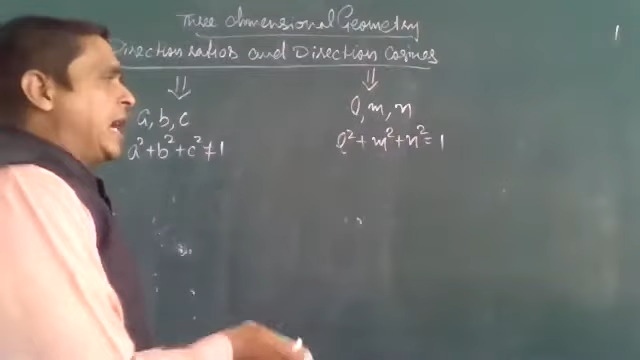 Three dimensional Geometry
1
Direction ratios and Direction Cosines
⇓ ⇓
a, b, c l, m, n
a² + b² + c² ≠ 1 l² + m² + n² = 1